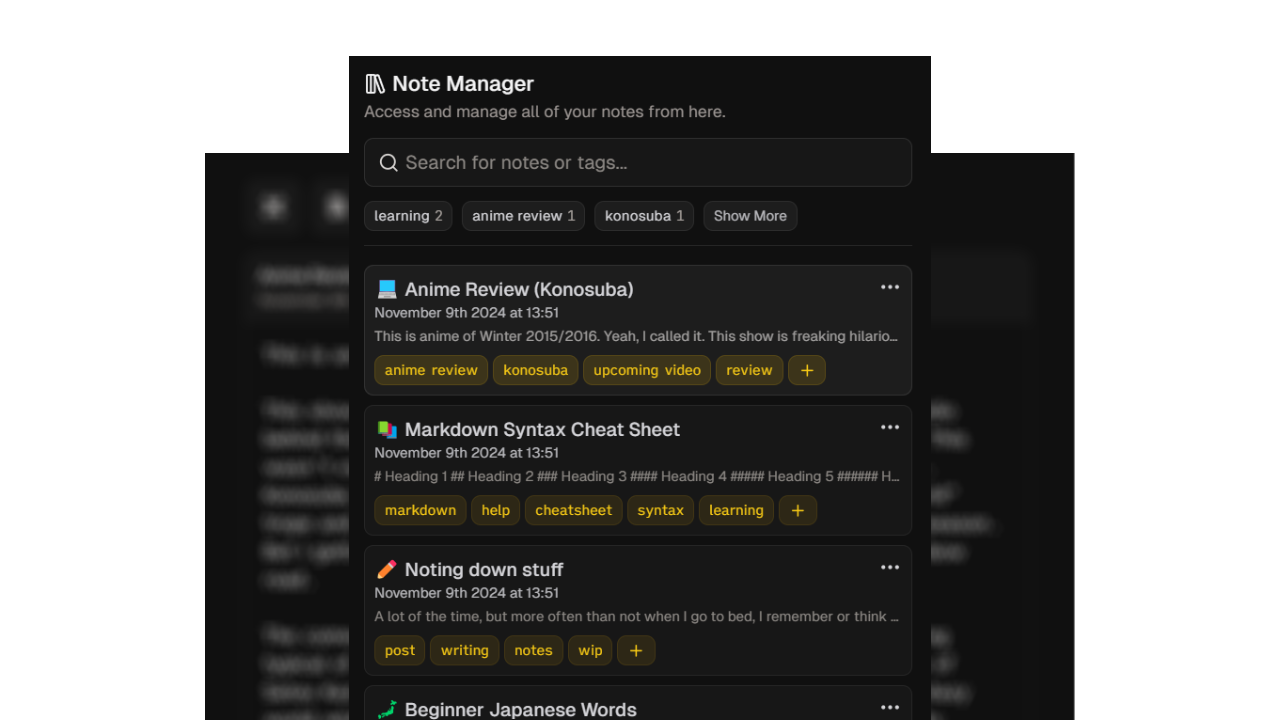 Note Manager
Access and manage all of your notes from here.
Search for notes or tags...
learning 2 anime review 1 konosuba 1 Show More
Anime Review (Konosuba)
November 9th 2024 at 13:51
This is anime of Winter 2015/2016. Yeah, I called it. This show is freaking hilario...
anime review konosuba upcoming video review +
Markdown Syntax Cheat Sheet
November 9th 2024 at 13:51
# Heading 1 ## Heading 2 ### Heading 3 #### Heading 4 ##### Heading 5 ###### H...
markdown help cheatsheet syntax learning +
Noting down stuff
November 9th 2024 at 13:51
A lot of the time, but more often than not when I go to bed, I remember or think ...
post writing notes wip +
Beginner Japanese Words